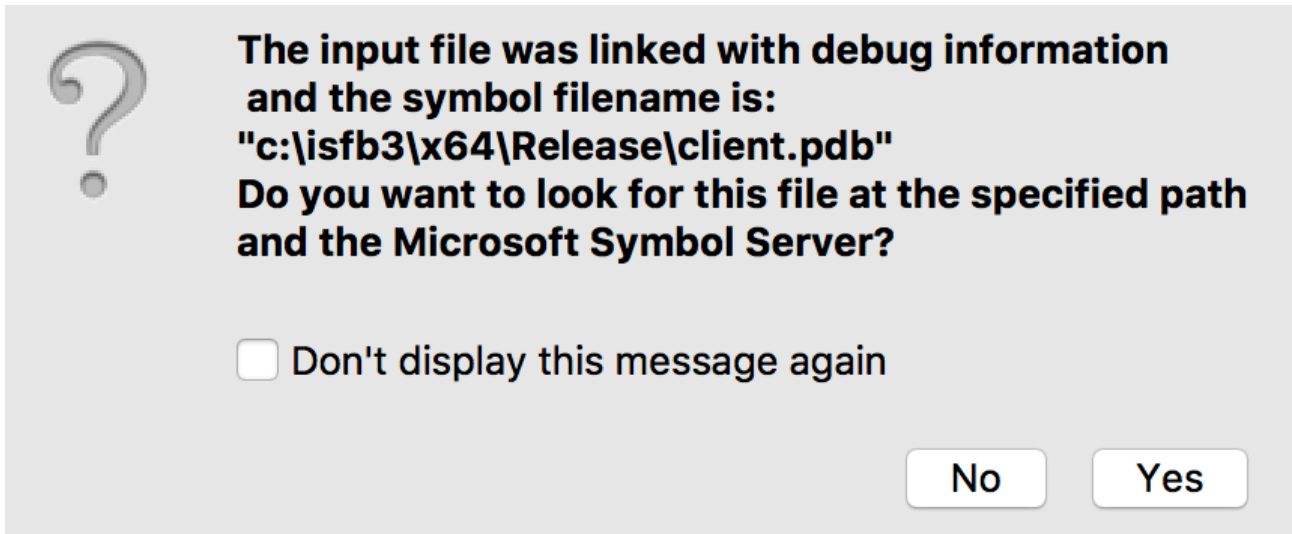 The input file was linked with debug information
and the symbol filename is:
"c:\isfb3\x64\Release\client.pdb"
Do you want to look for this file at the specified path
and the Microsoft Symbol Server?
Don't display this message again
No Yes